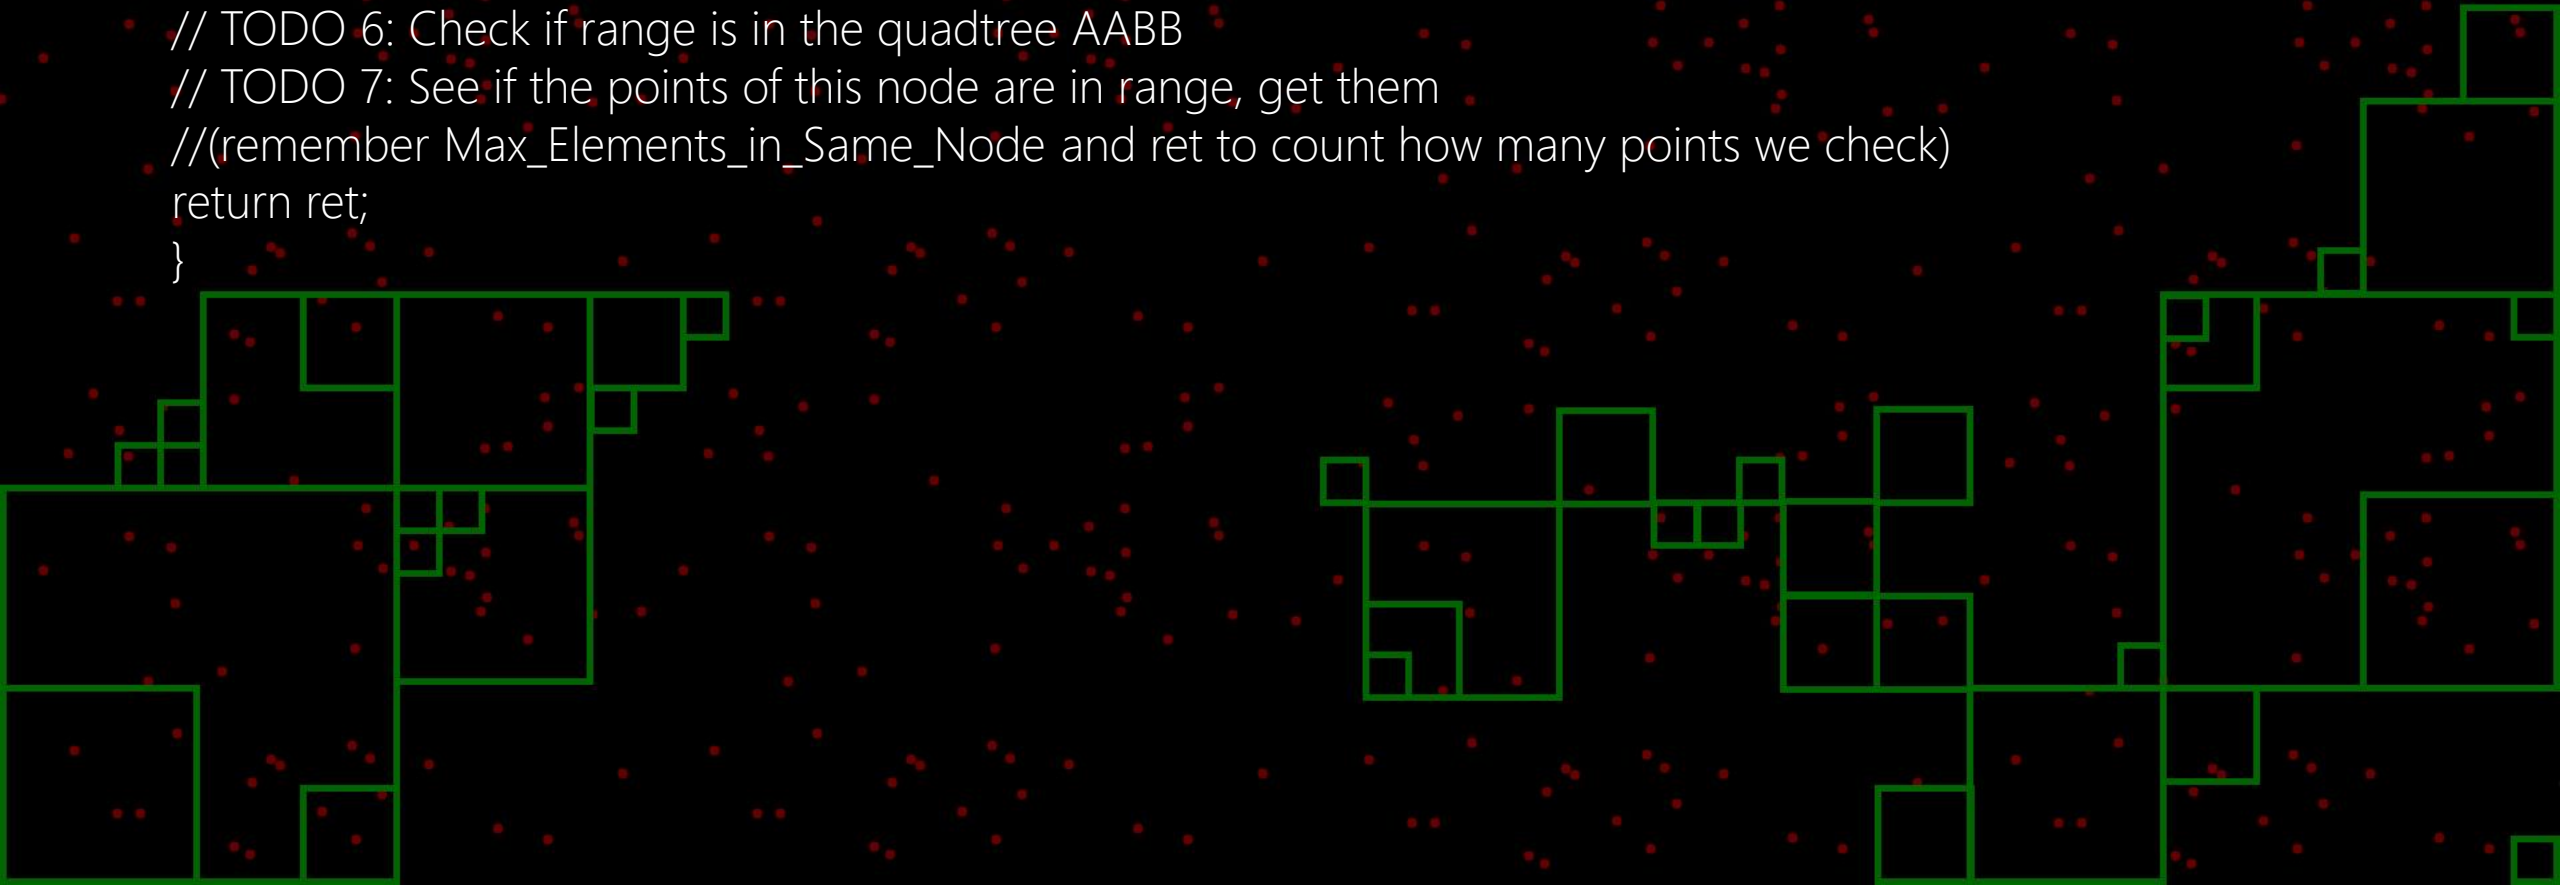 // TODO 6: Check if range is in the quadtree AABB
// TODO 7: See if the points of this node are in range, get them
//(remember Max_Elements_in_Same_Node and ret to count how many points we check)
return ret;
}